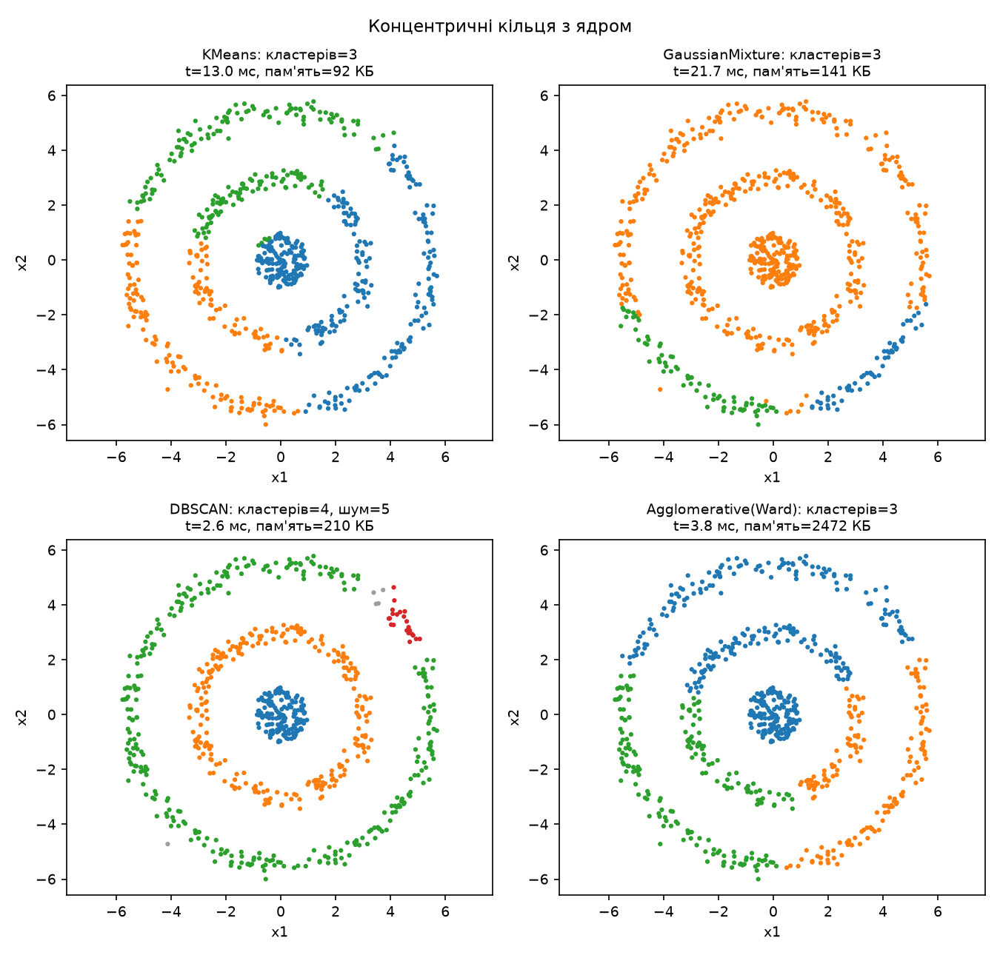 Концентричні кільця з ядром
KMeans: кластерів=3
t=13.0 мс, пам'ять=92 КБ
6
4
2
0
−2
−4
−6
−6 −4 −2 0 2 4 6
x2
x1
GaussianMixture: кластерів=3
t=21.7 мс, пам'ять=141 КБ
6
4
2
0
−2
−4
−6
−6 −4 −2 0 2 4 6
x2
x1
DBSCAN: кластерів=4, шум=5
t=2.6 мс, пам'ять=210 КБ
6
4
2
0
−2
−4
−6
−6 −4 −2 0 2 4 6
x2
x1
Agglomerative(Ward): кластерів=3
t=3.8 мс, пам'ять=2472 КБ
6
4
2
0
−2
−4
−6
−6 −4 −2 0 2 4 6
x2
x1